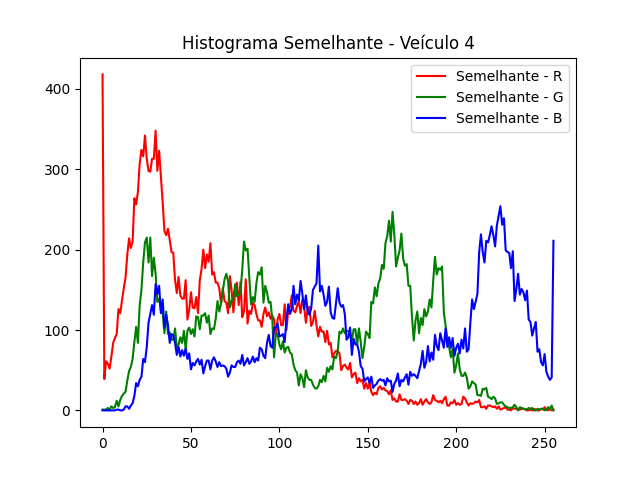 Histograma Semelhante - Veículo 4
Semelhante - R
Semelhante - G
Semelhante - B
400
300
200
100
0
0 50 100 150 200 250